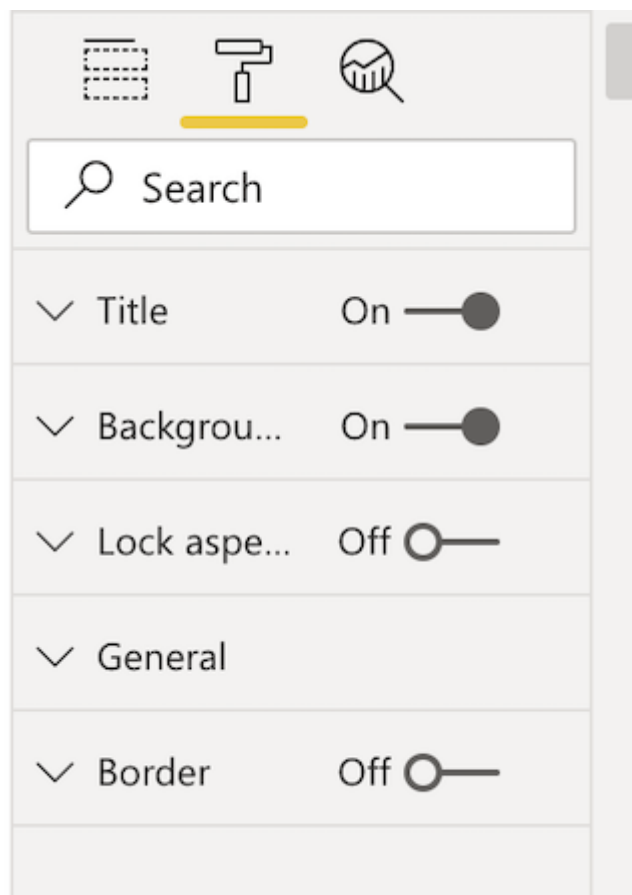 Search
Title On
Backgrou... On
Lock aspe... Off
General
Border Off